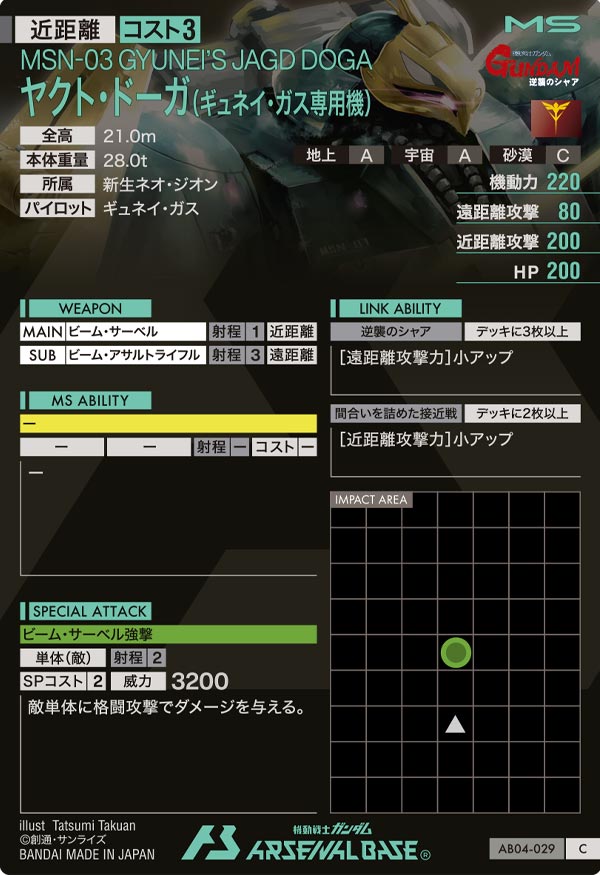 近距離 コスト3 MS
MSN-03 GYUNEI'S JAGD DOGA
ヤクト・ドーガ(ギュネイ・ガス専用機)
機動戦士ガンダム
GUNDAM
逆襲のシャア
全高 21.0m
本体重量 28.0t
所属 新生ネオ・ジオン
パイロット ギュネイ・ガス
地上 A 宇宙 A 砂漠 C
機動力 220
遠距離攻撃 80
近距離攻撃 200
HP 200
MSN-03
WEAPON
MAIN ビーム・サーベル 射程 1 近距離
SUB ビーム・アサルトライフル 射程 3 遠距離
MS ABILITY
—
— — 射程 — コスト —
—
SPECIAL ATTACK
ビーム・サーベル強撃
単体(敵) 射程 2
SPコスト 2 威力 3200
敵単体に格闘攻撃でダメージを与える。
LINK ABILITY
逆襲のシャア デッキに3枚以上
[遠距離攻撃力]小アップ
間合いを詰めた接近戦 デッキに2枚以上
[近距離攻撃力]小アップ
IMPACT AREA
illust Tatsumi Takuan
©創通・サンライズ
BANDAI MADE IN JAPAN
機動戦士ガンダム
AB ARSENAL BASE ®
AB04-029 C